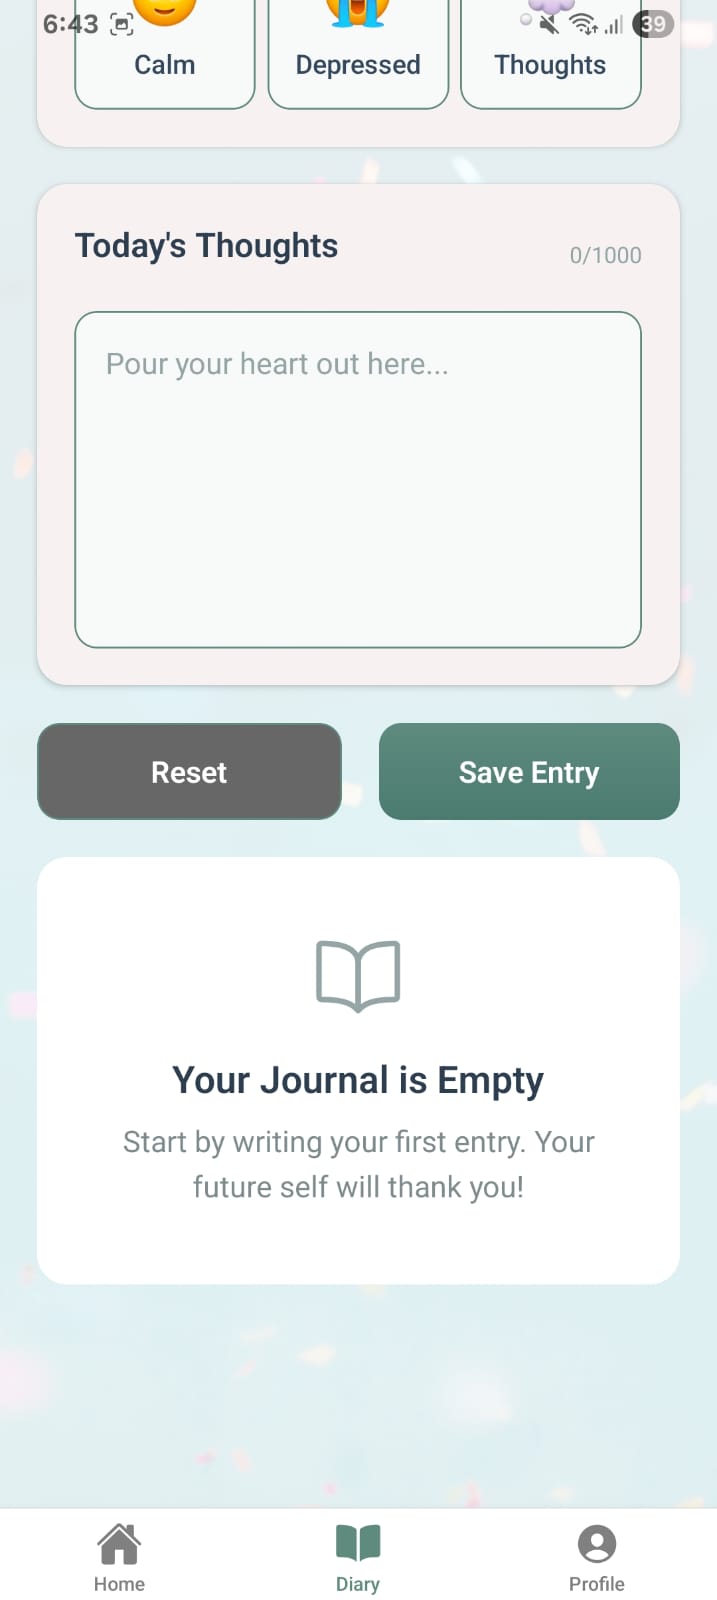 6:43
39
Calm
Depressed
Thoughts
Today's Thoughts
0/1000
Pour your heart out here...
Reset
Save Entry
Your Journal is Empty
Start by writing your first entry. Your
future self will thank you!
Home
Diary
Profile